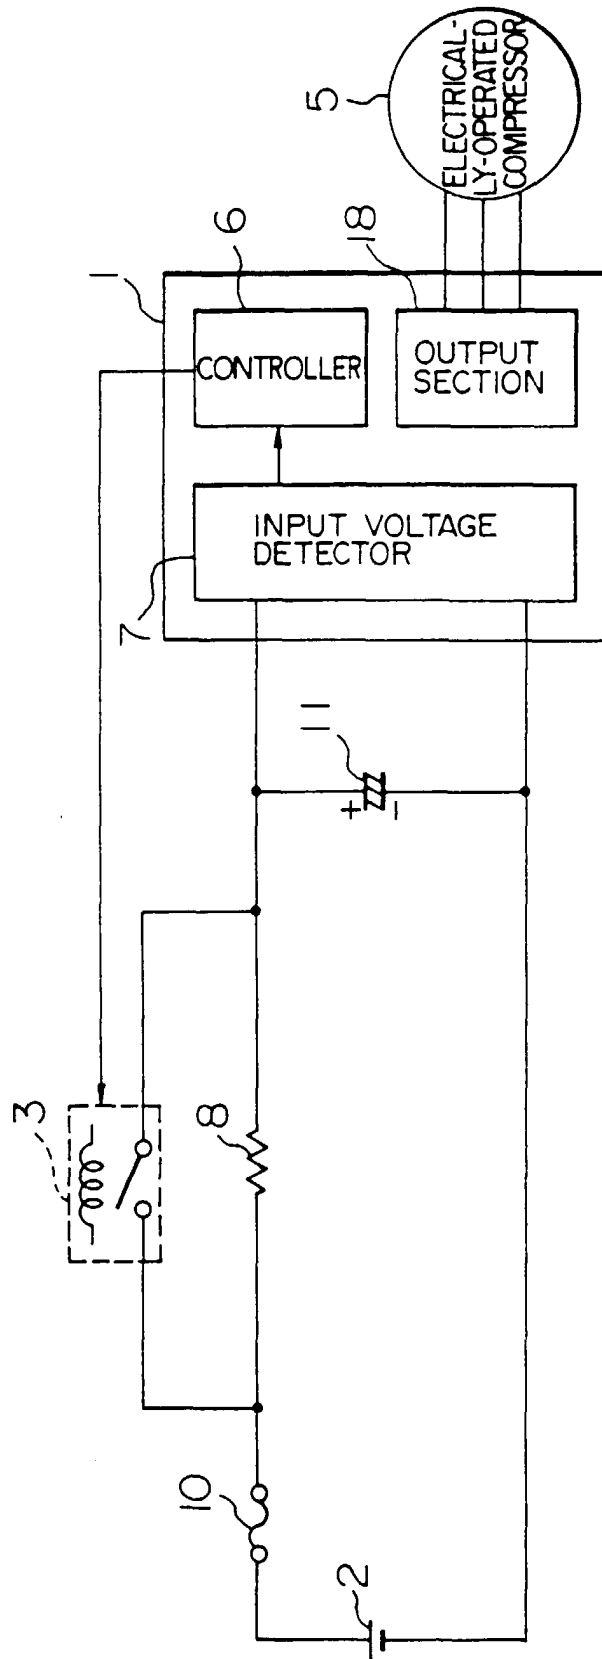 1
6
CONTROLLER
18
OUTPUT
SECTION
5
ELECTRICAL-
LY-OPERATED
COMPRESSOR
7
INPUT VOLTAGE
DETECTOR
11
+
-
3
8
10
2